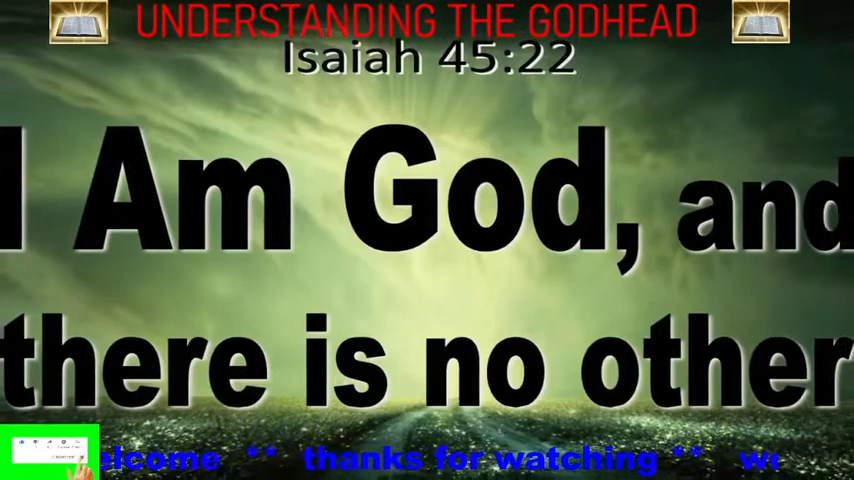 UNDERSTANDING THE GODHEAD
Isaiah 45:22
I Am God, and
there is no other
elcome ** thanks for watching ** we